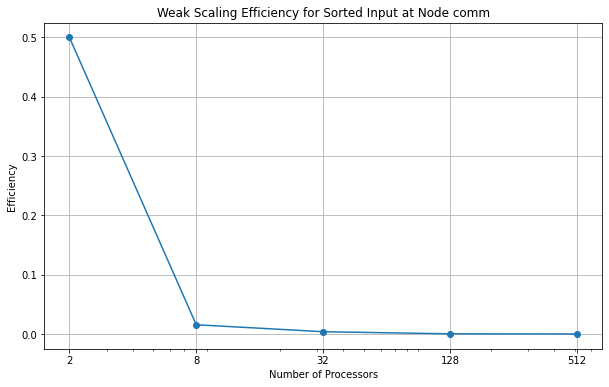 Weak Scaling Efficiency for Sorted Input at Node comm
Efficiency
0.5
0.4
0.3
0.2
0.1
0.0
2 8 32 128 512
Number of Processors